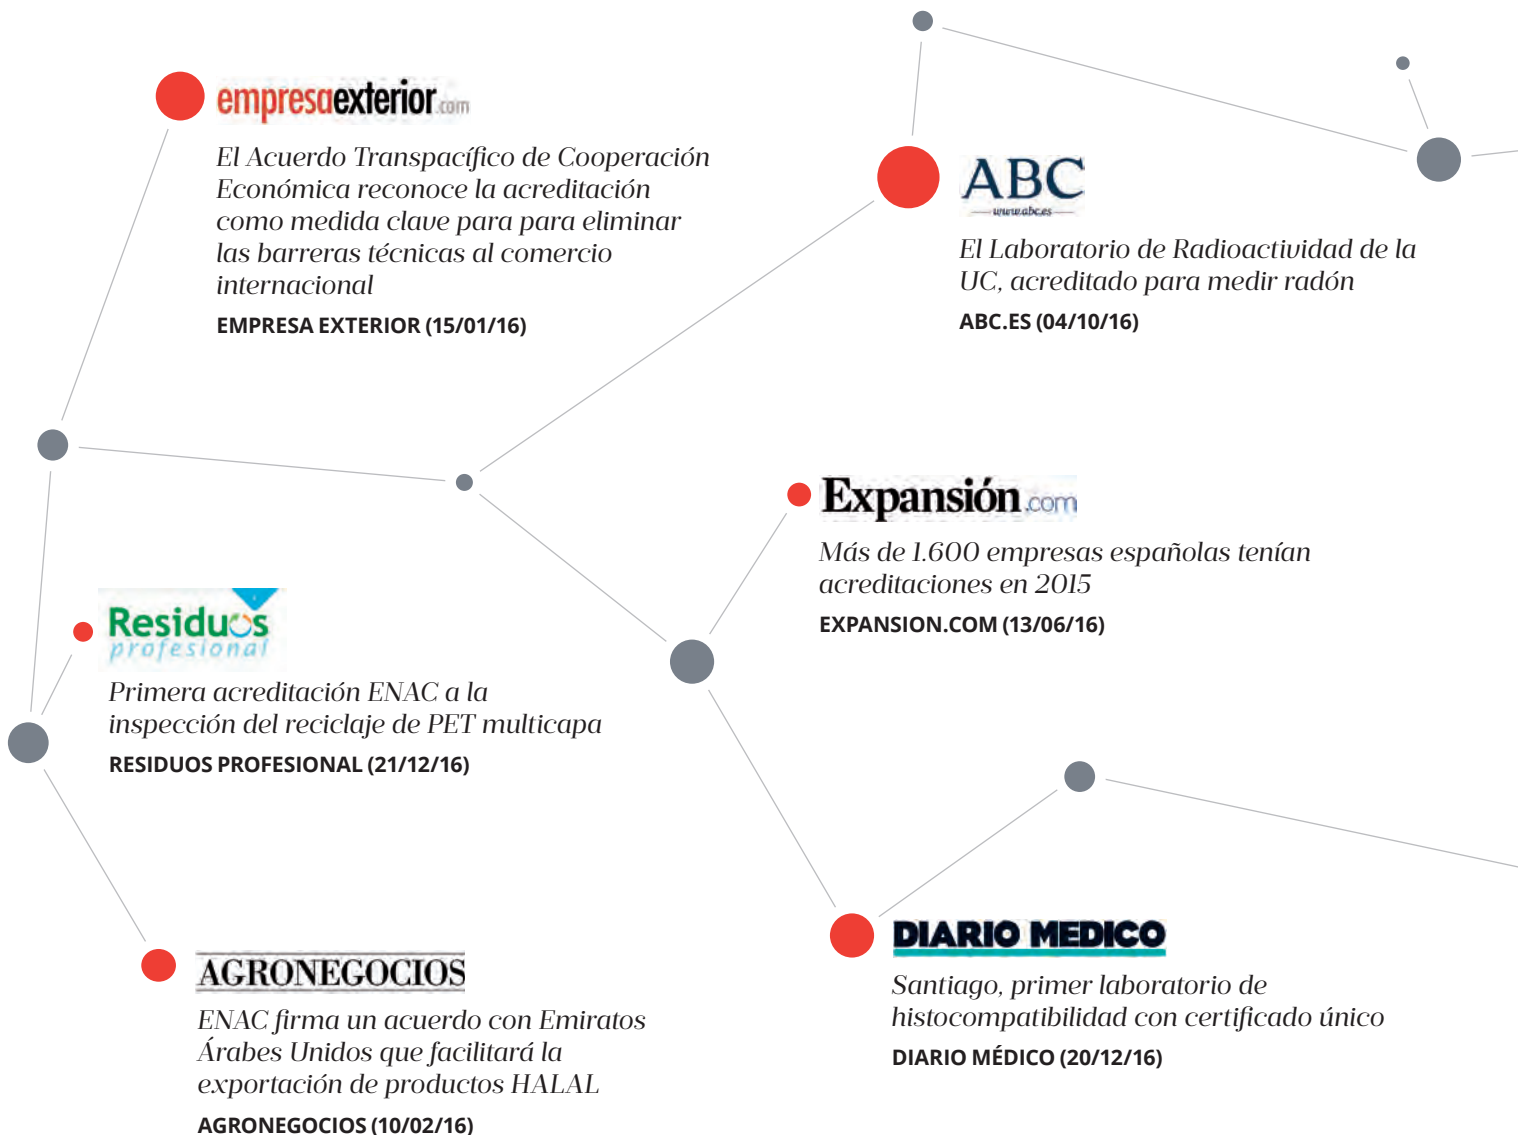 empresaexterior.com
El Acuerdo Transpacífico de Cooperación
Económica reconoce la acreditación
como medida clave para para eliminar
las barreras técnicas al comercio
internacional
EMPRESA EXTERIOR (15/01/16)
ABC
www.abc.es
El Laboratorio de Radioactividad de la
UC, acreditado para medir radón
ABC.ES (04/10/16)
Expansión.com
Más de 1.600 empresas españolas tenían
acreditaciones en 2015
EXPANSION.COM (13/06/16)
Residuos
profesional
Primera acreditación ENAC a la
inspección del reciclaje de PET multicapa
RESIDUOS PROFESIONAL (21/12/16)
DIARIO MEDICO
Santiago, primer laboratorio de
histocompatibilidad con certificado único
DIARIO MÉDICO (20/12/16)
AGRONEGOCIOS
ENAC firma un acuerdo con Emiratos
Árabes Unidos que facilitará la
exportación de productos HALAL
AGRONEGOCIOS (10/02/16)